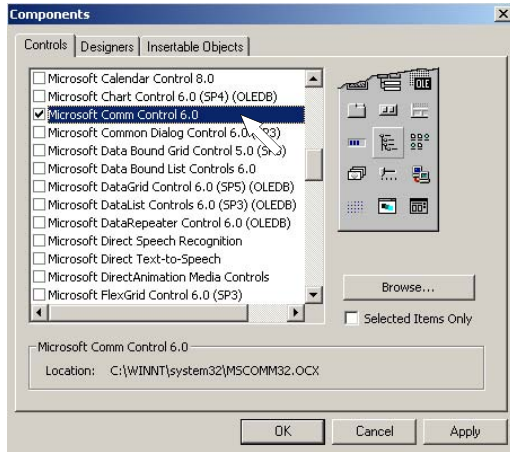 Components
Controls
Designers
Insertable Objects
Microsoft Calendar Control 8.0
Microsoft Chart Control 6.0 (SP4) (OLEDB)
Microsoft Comm Control 6.0
Microsoft Common Dialog Control 6.0 (SP3)
Microsoft Data Bound Grid Control 5.0 (SP3)
Microsoft Data Bound List Controls 6.0
Microsoft DataGrid Control 6.0 (SP5) (OLEDB)
Microsoft DataList Controls 6.0 (SP3) (OLEDB)
Microsoft DataRepeater Control 6.0 (OLEDB)
Microsoft Direct Speech Recognition
Microsoft Direct Text-to-Speech
Microsoft DirectAnimation Media Controls
Microsoft FlexGrid Control 6.0 (SP3)
OLE
Browse...
Selected Items Only
Microsoft Comm Control 6.0
Location: C:\WINNT\system32\MSCOMM32.OCX
OK
Cancel
Apply